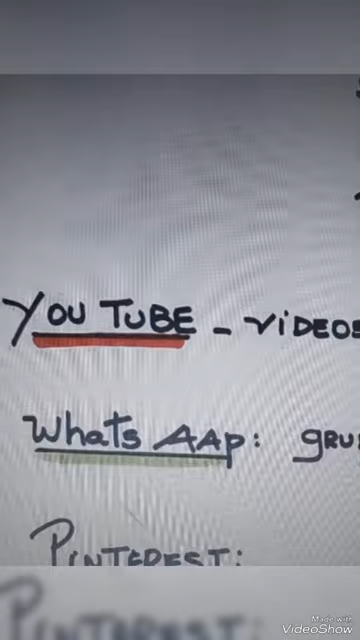 YOU TUBE - VIDEOS
Whats AAp: gru
PINTEREST:
Made with
VideoShow